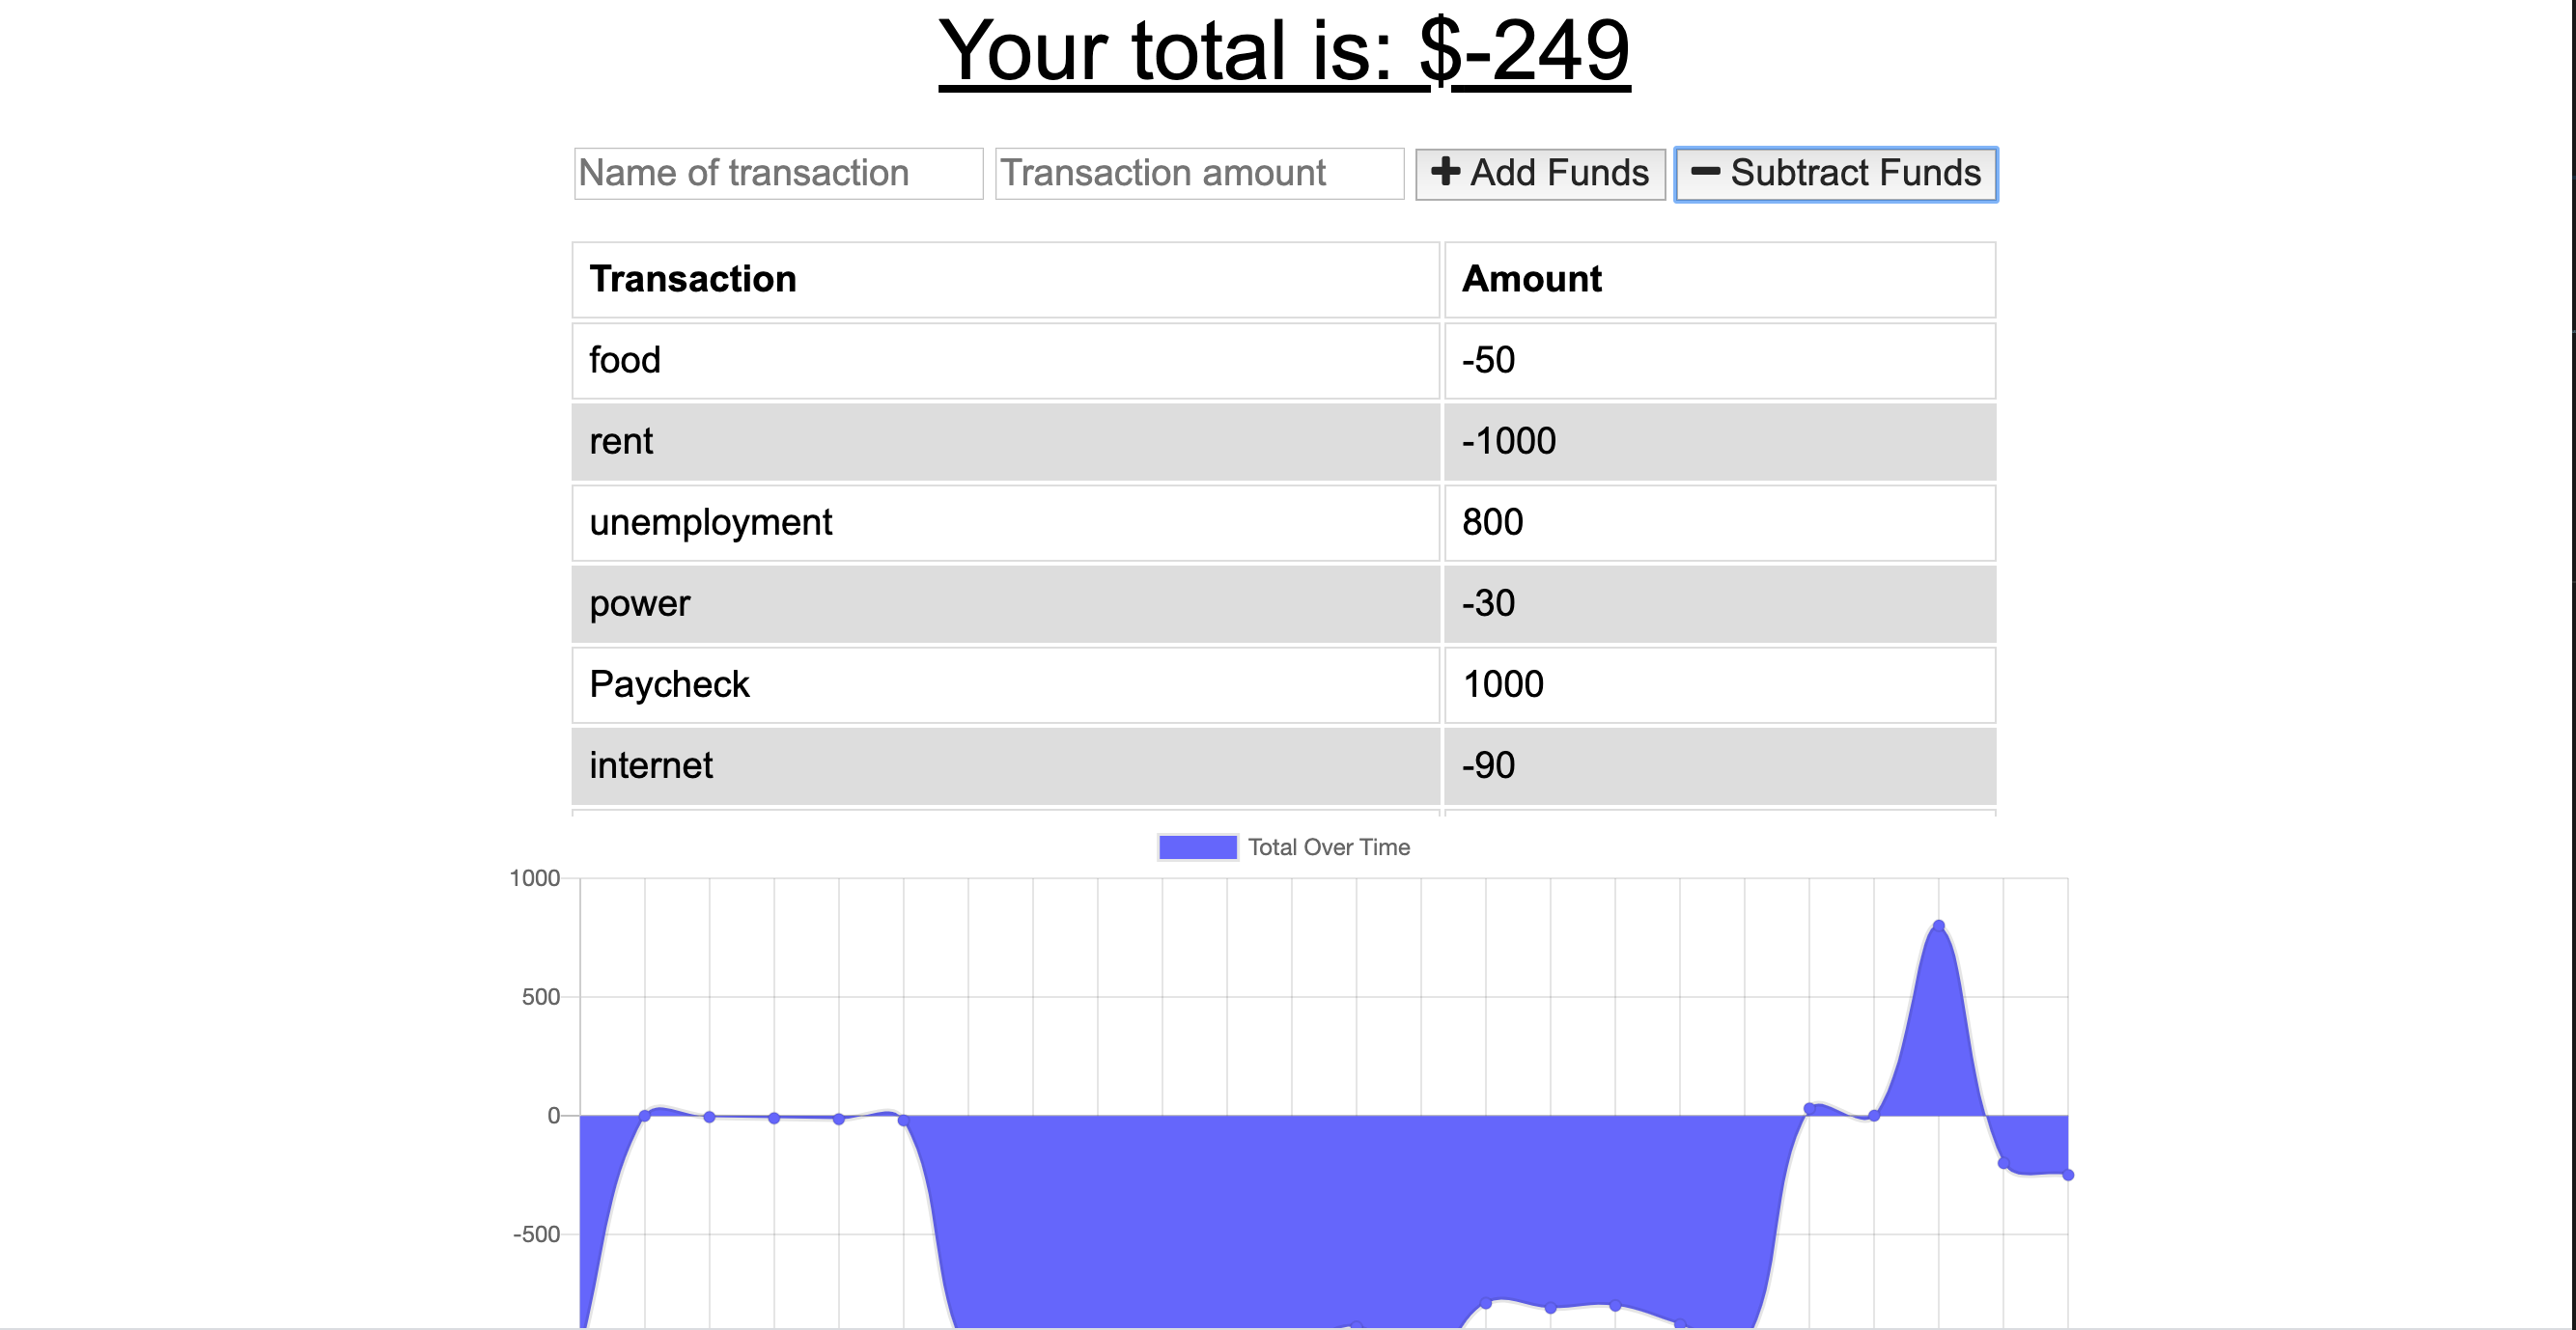 Your total is: $-249
Name of transaction Transaction amount + Add Funds − Subtract Funds
Transaction Amount
food -50
rent -1000
unemployment 800
power -30
Paycheck 1000
internet -90
Total Over Time
1000
500
0
-500